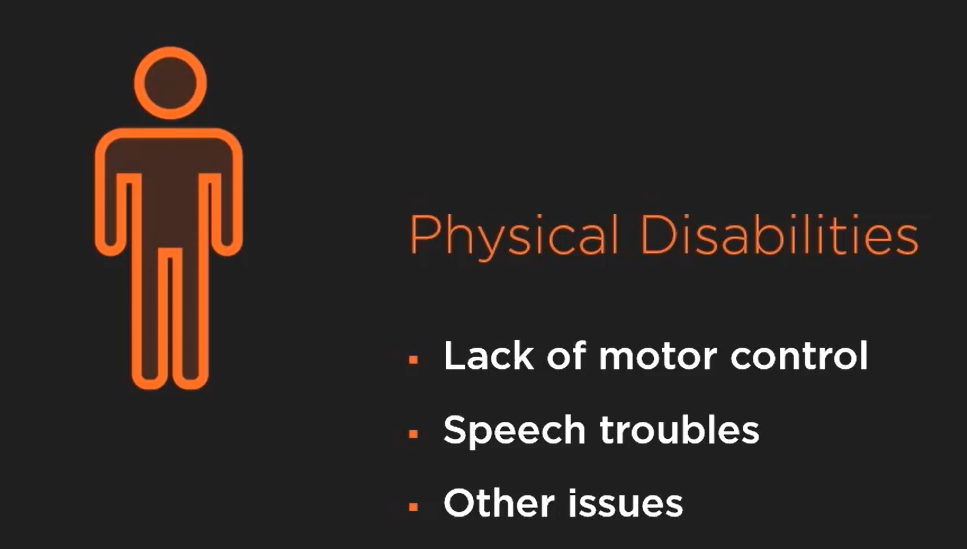 Physical Disabilities
Lack of motor control
Speech troubles
Other issues